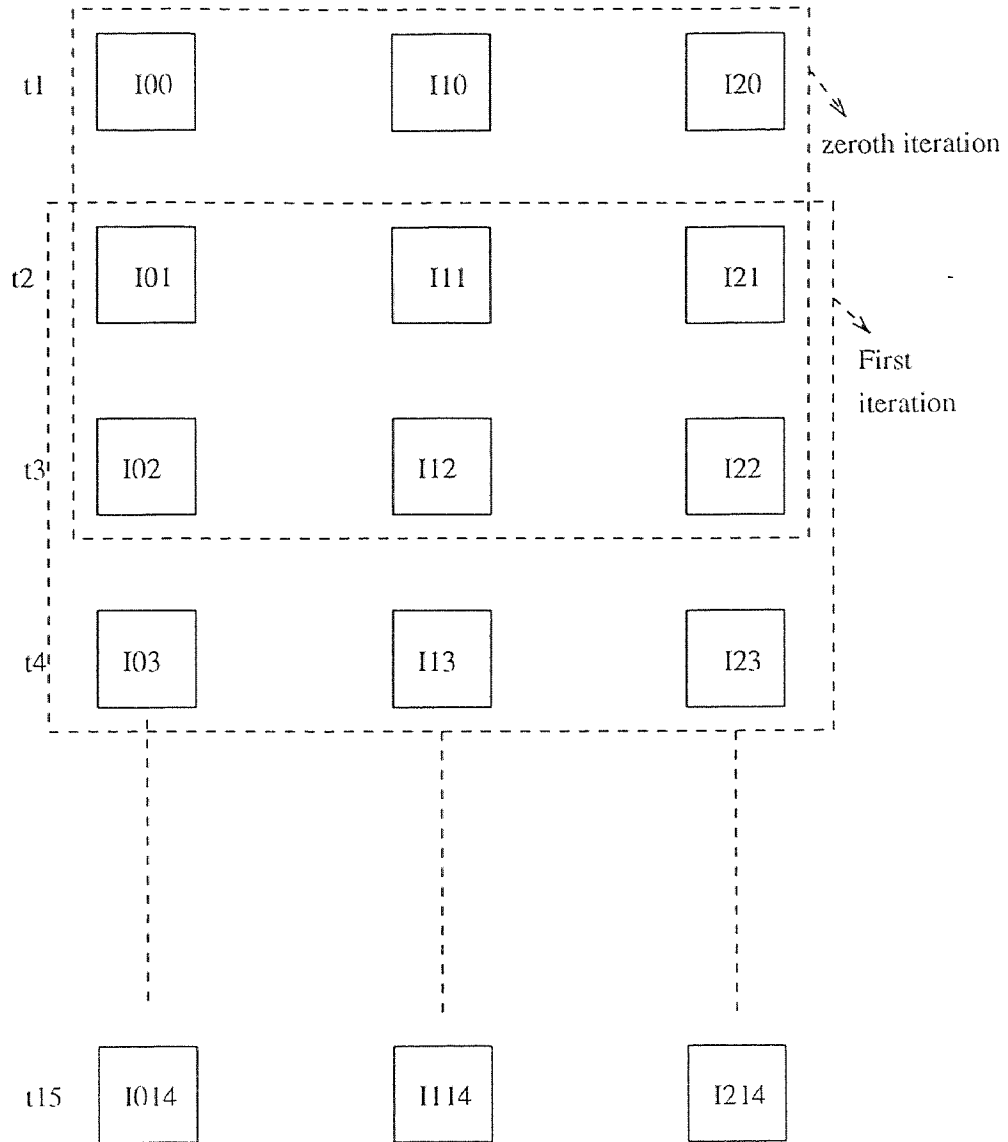 t1 I00 I10 I20
zeroth iteration
t2 I01 I11 I21
First
iteration
t3 I02 I12 I22
t4 I03 I13 I23
t15 I014 I114 I214